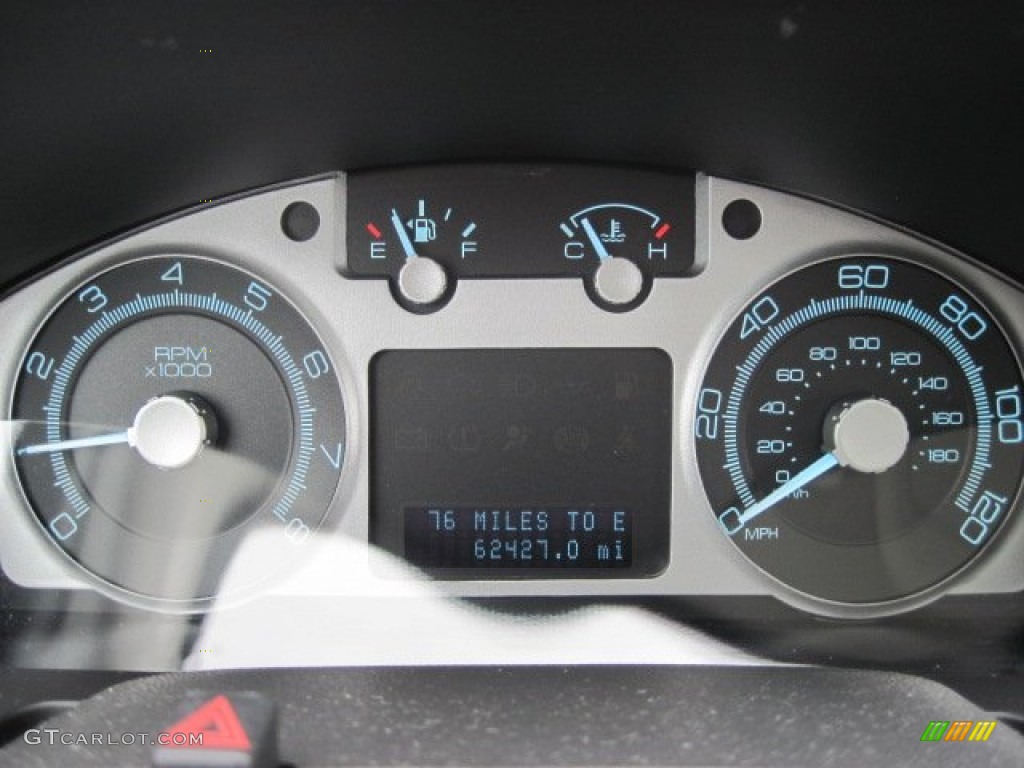 E F
C H
RPM
x1000
0 1 2 3 4 5 6 7 8
0 20 40 60 80 100 120
0 20 40 60 80 100 120 140 160 180
km/h
MPH
76 MILES TO E
62427.0 mi
GTCARLOT.COM